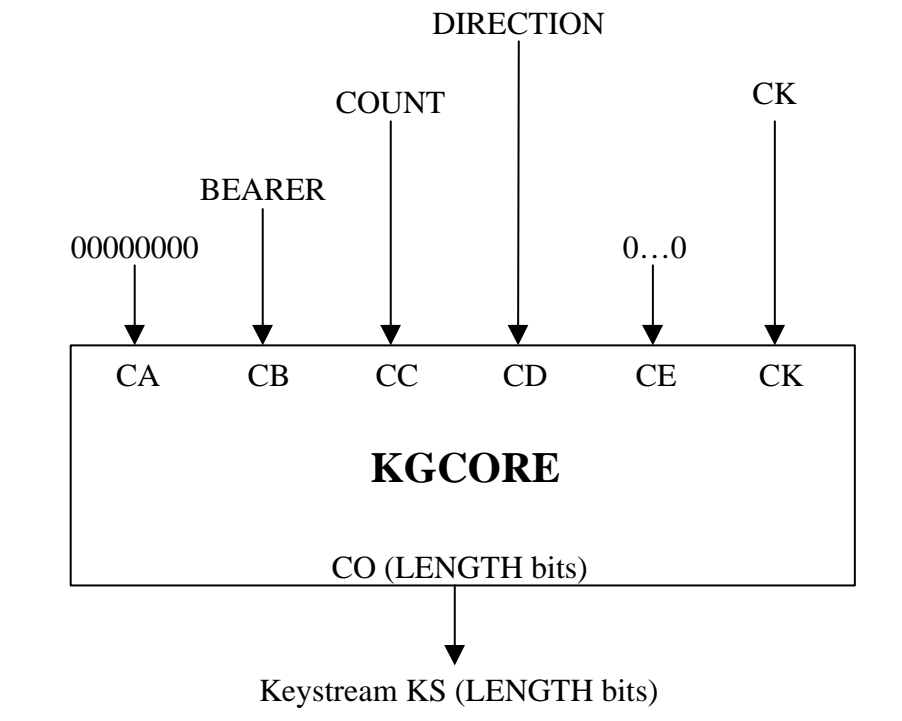 DIRECTION
COUNT
CK
BEARER
00000000
0…0
CA CB CC CD CE CK
KGCORE
CO (LENGTH bits)
Keystream KS (LENGTH bits)